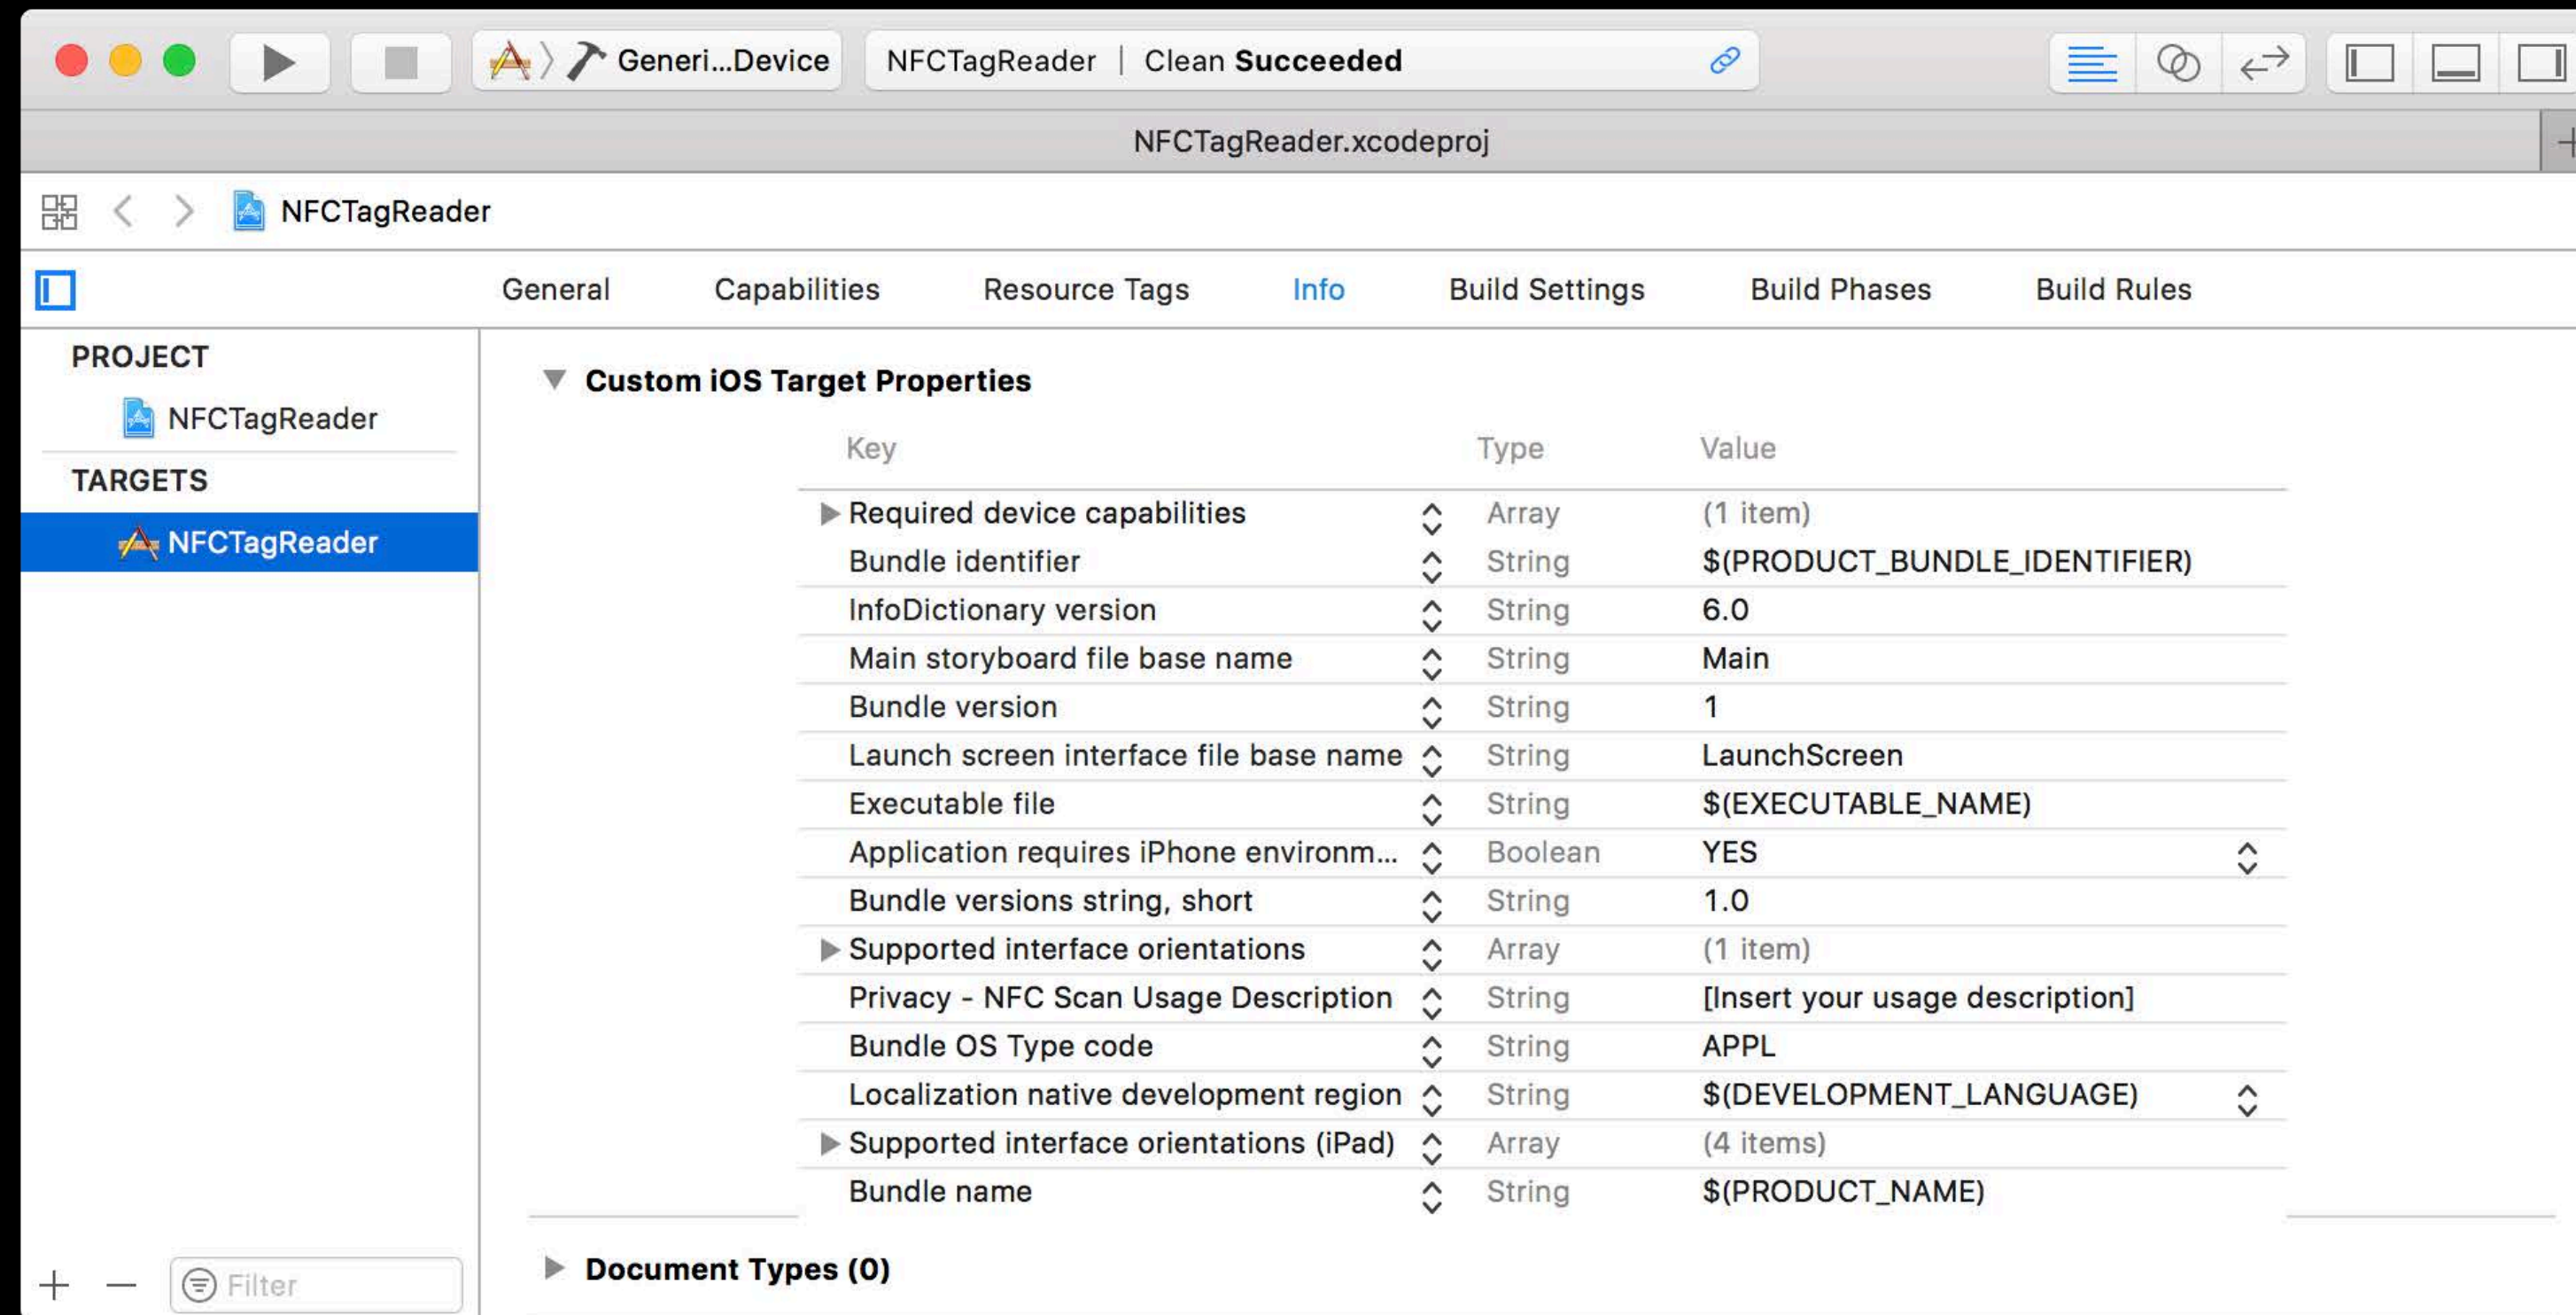 Generi...Device
NFCTagReader | Clean Succeeded
NFCTagReader.xcodeproj
NFCTagReader
General Capabilities Resource Tags Info Build Settings Build Phases Build Rules
PROJECT
NFCTagReader
TARGETS
NFCTagReader
Custom iOS Target Properties
Key Type Value
Required device capabilities Array (1 item)
Bundle identifier String $(PRODUCT_BUNDLE_IDENTIFIER)
InfoDictionary version String 6.0
Main storyboard file base name String Main
Bundle version String 1
Launch screen interface file base name String LaunchScreen
Executable file String $(EXECUTABLE_NAME)
Application requires iPhone environm... Boolean YES
Bundle versions string, short String 1.0
Supported interface orientations Array (1 item)
Privacy - NFC Scan Usage Description String [Insert your usage description]
Bundle OS Type code String APPL
Localization native development region String $(DEVELOPMENT_LANGUAGE)
Supported interface orientations (iPad) Array (4 items)
Bundle name String $(PRODUCT_NAME)
Document Types (0)
Filter